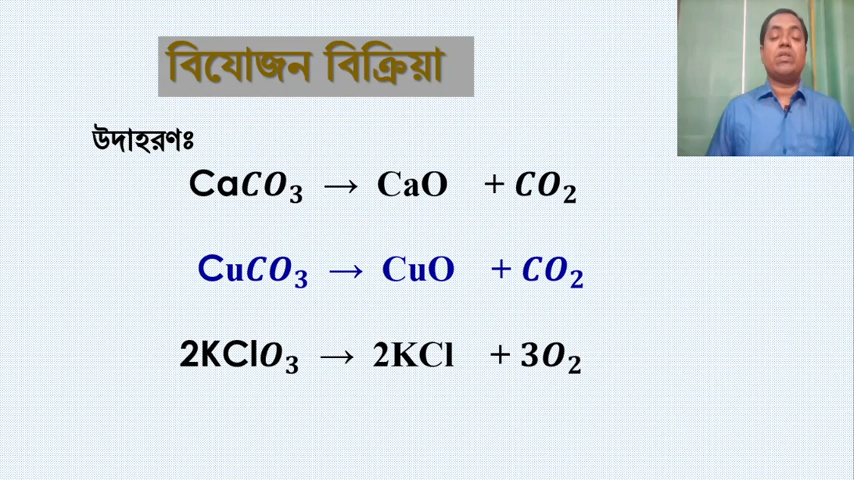 বিযোজন বিক্রিয়া
উদাহরণঃ
CaCO₃ → CaO + CO₂
CuCO₃ → CuO + CO₂
2KClO₃ → 2KCl + 3O₂